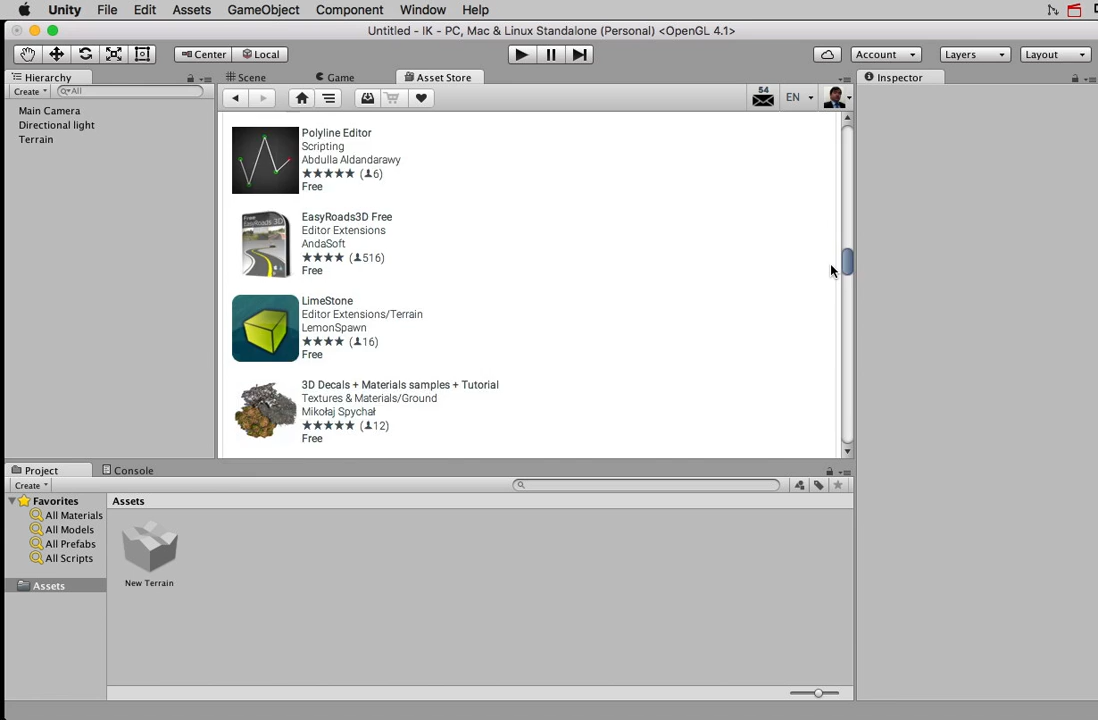 Unity File Edit Assets GameObject Component Window Help
Untitled - IK - PC, Mac & Linux Standalone (Personal) <OpenGL 4.1>
Center Local Account Layers Layout
Hierarchy Scene Game Asset Store Inspector
Create All 54 EN
Main Camera
Directional light
Terrain
Polyline Editor
Scripting
Abdulla Aldandarawy
★★★★★ (6)
Free
EasyRoads3D Free
Editor Extensions
AndaSoft
★★★★ (516)
Free
LimeStone
Editor Extensions/Terrain
LemonSpawn
★★★★ (16)
Free
3D Decals + Materials samples + Tutorial
Textures & Materials/Ground
Mikołaj Spychał
★★★★★ (12)
Free
Project Console
Create
Favorites
All Materials
All Models
All Prefabs
All Scripts
Assets
Assets
New Terrain